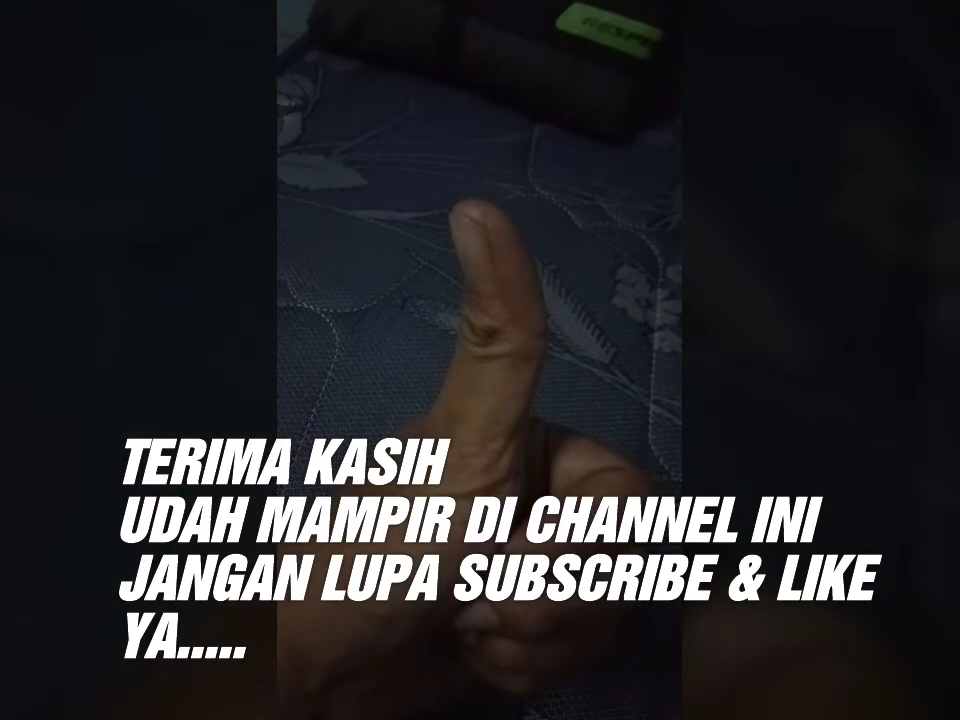 TERIMA KASIH
UDAH MAMPIR DI CHANNEL INI
JANGAN LUPA SUBSCRIBE & LIKE
YA.....